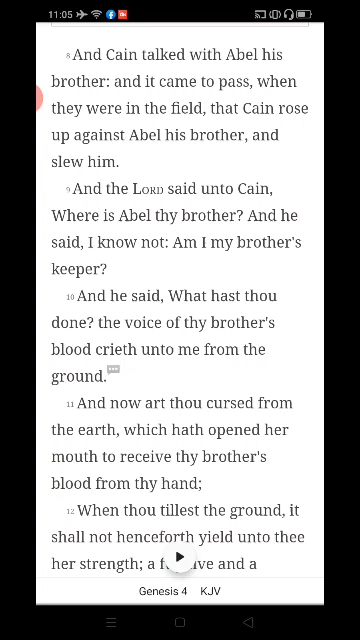 11:05
8 And Cain talked with Abel his
brother: and it came to pass, when
they were in the field, that Cain rose
up against Abel his brother, and
slew him.
9 And the LORD said unto Cain,
Where is Abel thy brother? And he
said, I know not: Am I my brother's
keeper?
10 And he said, What hast thou
done? the voice of thy brother's
blood crieth unto me from the
ground.
11 And now art thou cursed from
the earth, which hath opened her
mouth to receive thy brother's
blood from thy hand;
12 When thou tillest the ground, it
shall not henceforth yield unto thee
her strength; a and a
Genesis 4 KJV